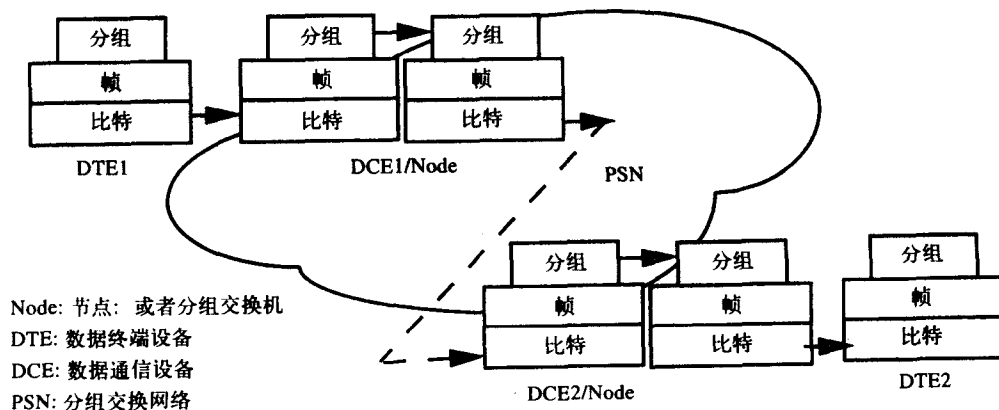 分组 分组 分组
帧 帧 帧
比特 比特 比特
DTE1 DCE1/Node PSN
分组 分组 分组
帧 帧 帧
比特 比特 比特
DCE2/Node DTE2
Node: 节点：或者分组交换机
DTE: 数据终端设备
DCE: 数据通信设备
PSN: 分组交换网络